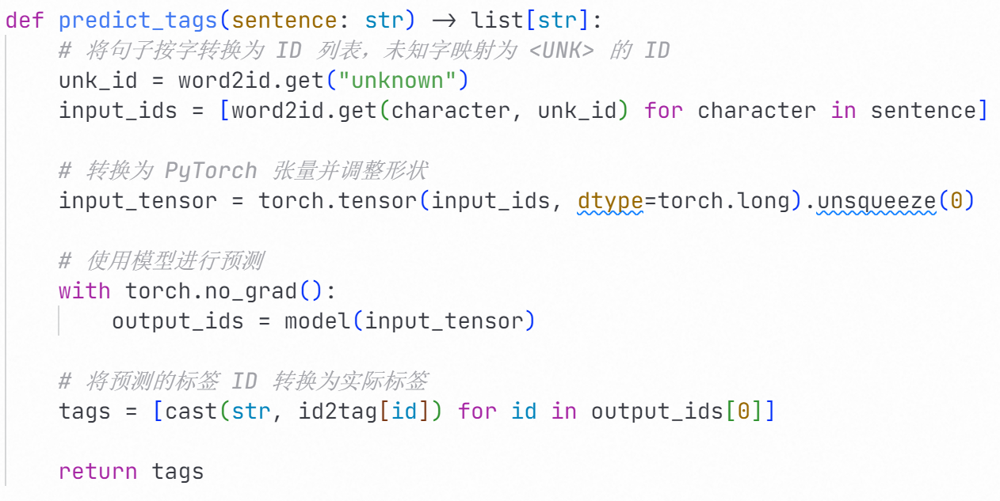 def predict_tags(sentence: str) -> list[str]:
    # 将句子按字转换为 ID 列表，未知字映射为 <UNK> 的 ID
    unk_id = word2id.get("unknown")
    input_ids = [word2id.get(character, unk_id) for character in sentence]

    # 转换为 PyTorch 张量并调整形状
    input_tensor = torch.tensor(input_ids, dtype=torch.long).unsqueeze(0)

    # 使用模型进行预测
    with torch.no_grad():
        output_ids = model(input_tensor)

    # 将预测的标签 ID 转换为实际标签
    tags = [cast(str, id2tag[id]) for id in output_ids[0]]

    return tags